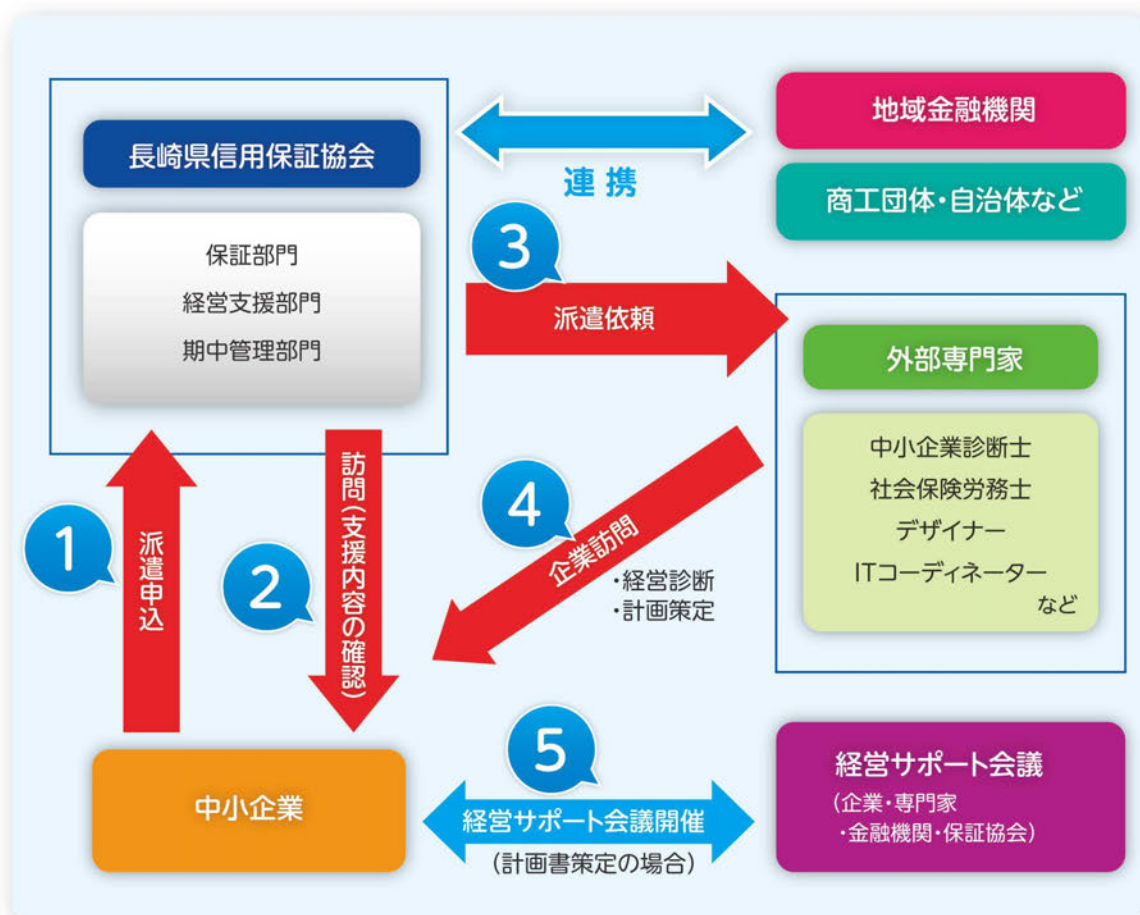 長崎県信用保証協会
保証部門
経営支援部門
期中管理部門
連携
地域金融機関
商工団体・自治体など
3
派遣依頼
外部専門家
中小企業診断士
社会保険労務士
デザイナー
ITコーディネーター
など
1
派遣申込
2
訪問(支援内容の確認)
4
企業訪問
・経営診断
・計画策定
中小企業
5
経営サポート会議開催
(計画書策定の場合)
経営サポート会議
(企業・専門家
・金融機関・保証協会)